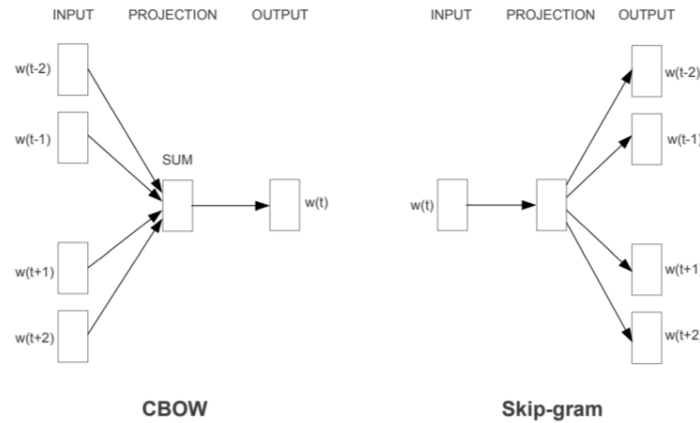 INPUT PROJECTION OUTPUT
w(t-2)
w(t-1)
SUM
w(t)
w(t+1)
w(t+2)
CBOW
INPUT PROJECTION OUTPUT
w(t-2)
w(t-1)
w(t)
w(t+1
w(t+2
Skip-gram